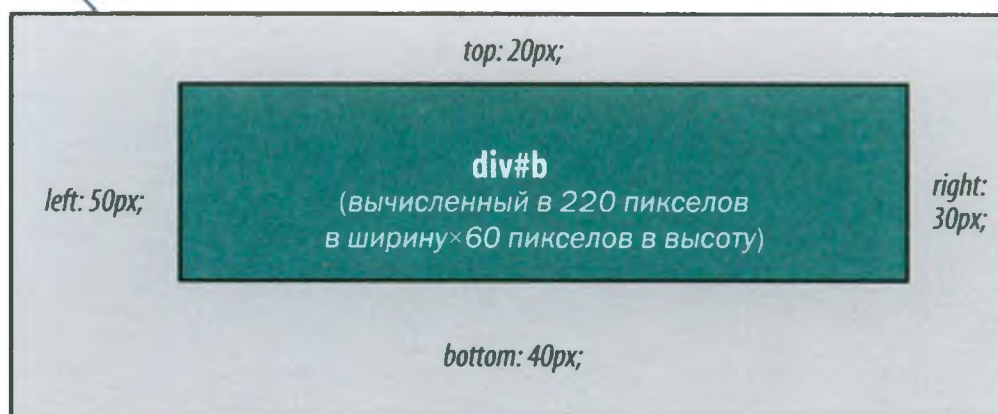 top: 20px;
div#b
left: 50px;
(вычисленный в 220 пикселов
в ширину×60 пикселов в высоту)
right:
30px;
bottom: 40px;